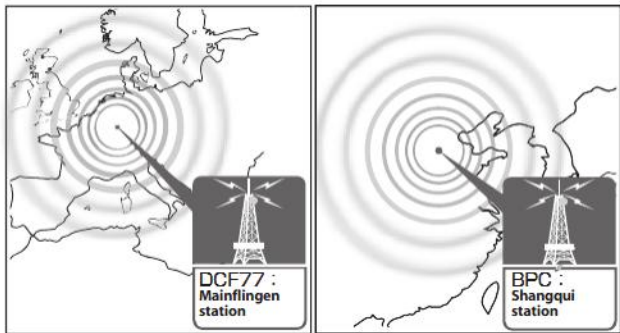 DCF77 :
Mainflingen
station
BPC :
Shangqui
station